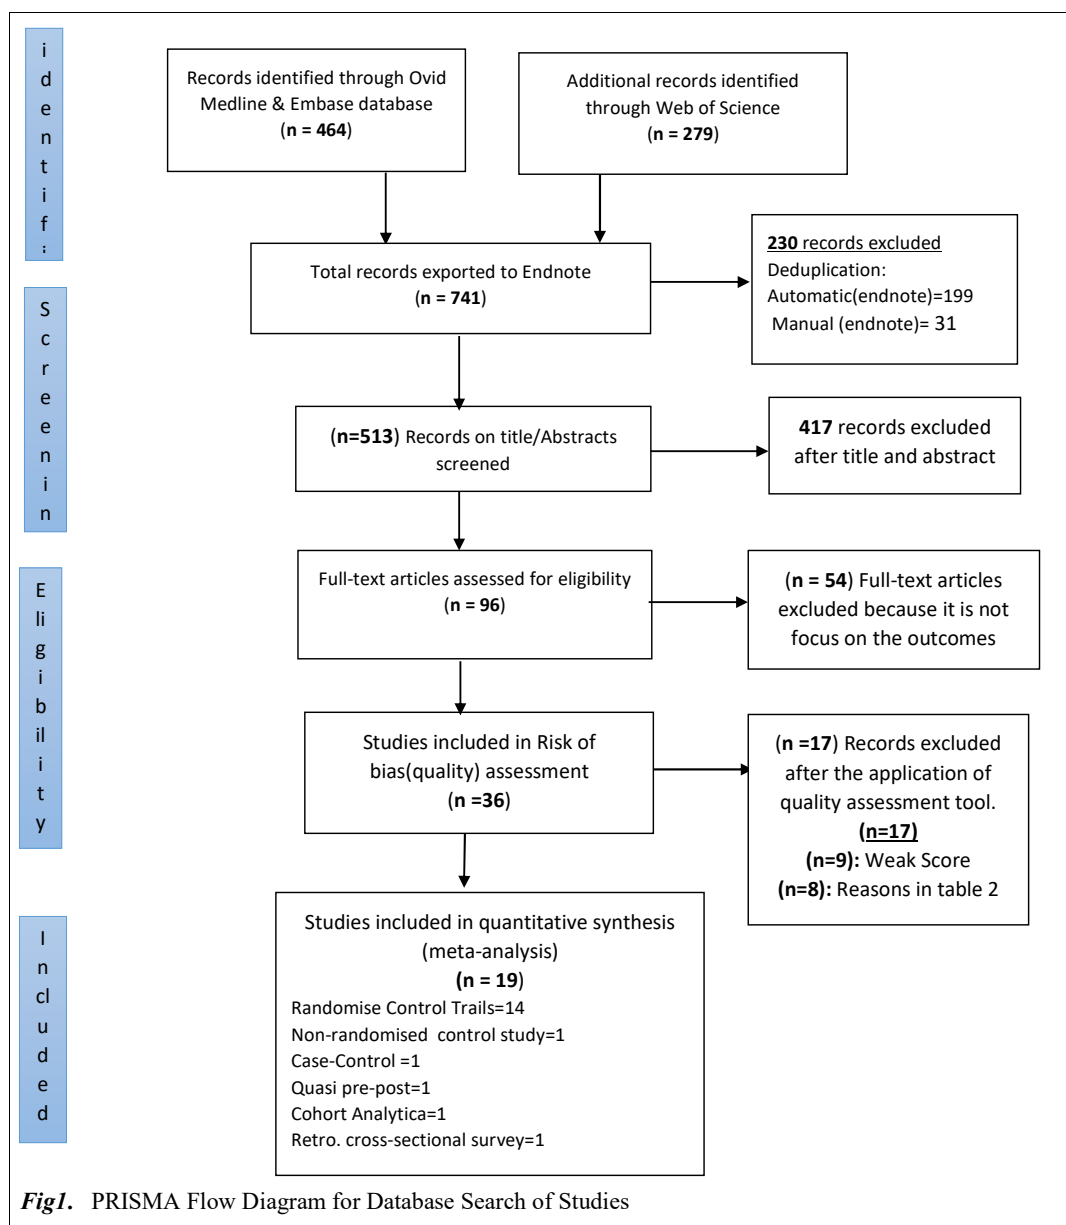 identifi
Records identified through Ovid
Medline & Embase database
(n = 464)
Additional records identified
through Web of Science
(n = 279)
Total records exported to Endnote
(n = 741)
230 records excluded
Deduplication:
Automatic(endnote)=199
Manual (endnote)= 31
Screenin
(n=513) Records on title/Abstracts
screened
417 records excluded
after title and abstract
Eligibility
Full-text articles assessed for eligibility
(n = 96)
(n = 54) Full-text articles
excluded because it is not
focus on the outcomes
Studies included in Risk of
bias(quality) assessment
(n =36)
(n =17) Records excluded
after the application of
quality assessment tool.
(n=17)
(n=9): Weak Score
(n=8): Reasons in table 2
Included
Studies included in quantitative synthesis
(meta-analysis)
(n = 19)
Randomise Control Trails=14
Non-randomised control study=1
Case-Control =1
Quasi pre-post=1
Cohort Analytica=1
Retro. cross-sectional survey=1
Fig1. PRISMA Flow Diagram for Database Search of Studies